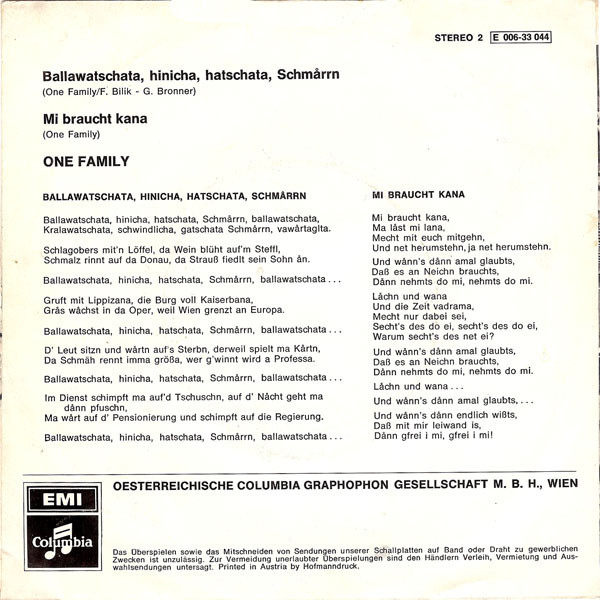 STEREO 2 E 006-33 044
Ballawatschata, hinicha, hatschata, Schmårrn
(One Family/F. Bilik - G. Bronner)
Mi braucht kana
(One Family)
ONE FAMILY
BALLAWATSCHATA, HINICHA, HATSCHATA, SCHMÅRRN
Ballawatschata, hinicha, hatschata, Schmårrn, ballawatschata,
Kralawatschata, schwindlicha, gatschata Schmårrn, vawårtaglta.
Schlagobers mit'n Löffel, da Wein blüht auf'm Steffl,
Schmalz rinnt auf da Donau, da Strauß fiedlt sein Sohn ån.
Ballawatschata, hinicha, hatschata, Schmårrn, ballawatschata ...
Gruft mit Lippizana, die Burg voll Kaiserbana,
Grås wåchst in da Oper, weil Wien grenzt an Europa.
Ballawatschata, hinicha, hatschata, Schmårrn, ballawatschata ...
D' Leut sitzn und wårtn auf's Sterbn, derweil spielt ma Kårtn,
Da Schmäh rennt imma größa, wer g'winnt wird a Professa.
Ballawatschata, hinicha, hatschata, Schmårrn, ballawatschata ...
Im Dienst schimpft ma auf'd Tschuschn, auf d' Nåcht geht ma
dånn pfuschn,
Ma wårt auf d' Pensionierung und schimpft auf die Regierung.
Ballawatschata, hinicha, hatschata, Schmårrn, ballawatschata ...
MI BRAUCHT KANA
Mi braucht kana,
Ma låst mi lana,
Mecht mit euch mitgehn,
Und net herumstehn, ja net herumstehn.
Und wånn's dånn amal glaubts,
Daß es an Neichn brauchts,
Dånn nehmts do mi, nehmts do mi.
Låchn und wana
Und die Zeit vadrama,
Mecht nur dabei sei,
Secht's des do ei, secht's des do ei,
Warum secht's des net ei?
Und wånn's dånn amal glaubts,
Daß es an Neichn brauchts,
Dånn nehmts do mi, nehmts do mi.
Låchn und wana ...
Und wånn's dånn amal glaubts, ...
Und wånn's dånn endlich wißts,
Daß mit mir leiwand is,
Dånn gfrei i mi, gfrei i mi!
EMI
Columbia
OESTERREICHISCHE COLUMBIA GRAPHOPHON GESELLSCHAFT M. B. H., WIEN
Das Überspielen sowie das Mitschneiden von Sendungen unserer Schallplatten auf Band oder Draht zu gewerblichen
Zwecken ist unzulässig. Zur Vermeidung unerlaubter Überspielungen sind den Händlern Verleih, Vermietung und Aus-
wahlsendungen untersagt. Printed in Austria by Hofmanndruck.